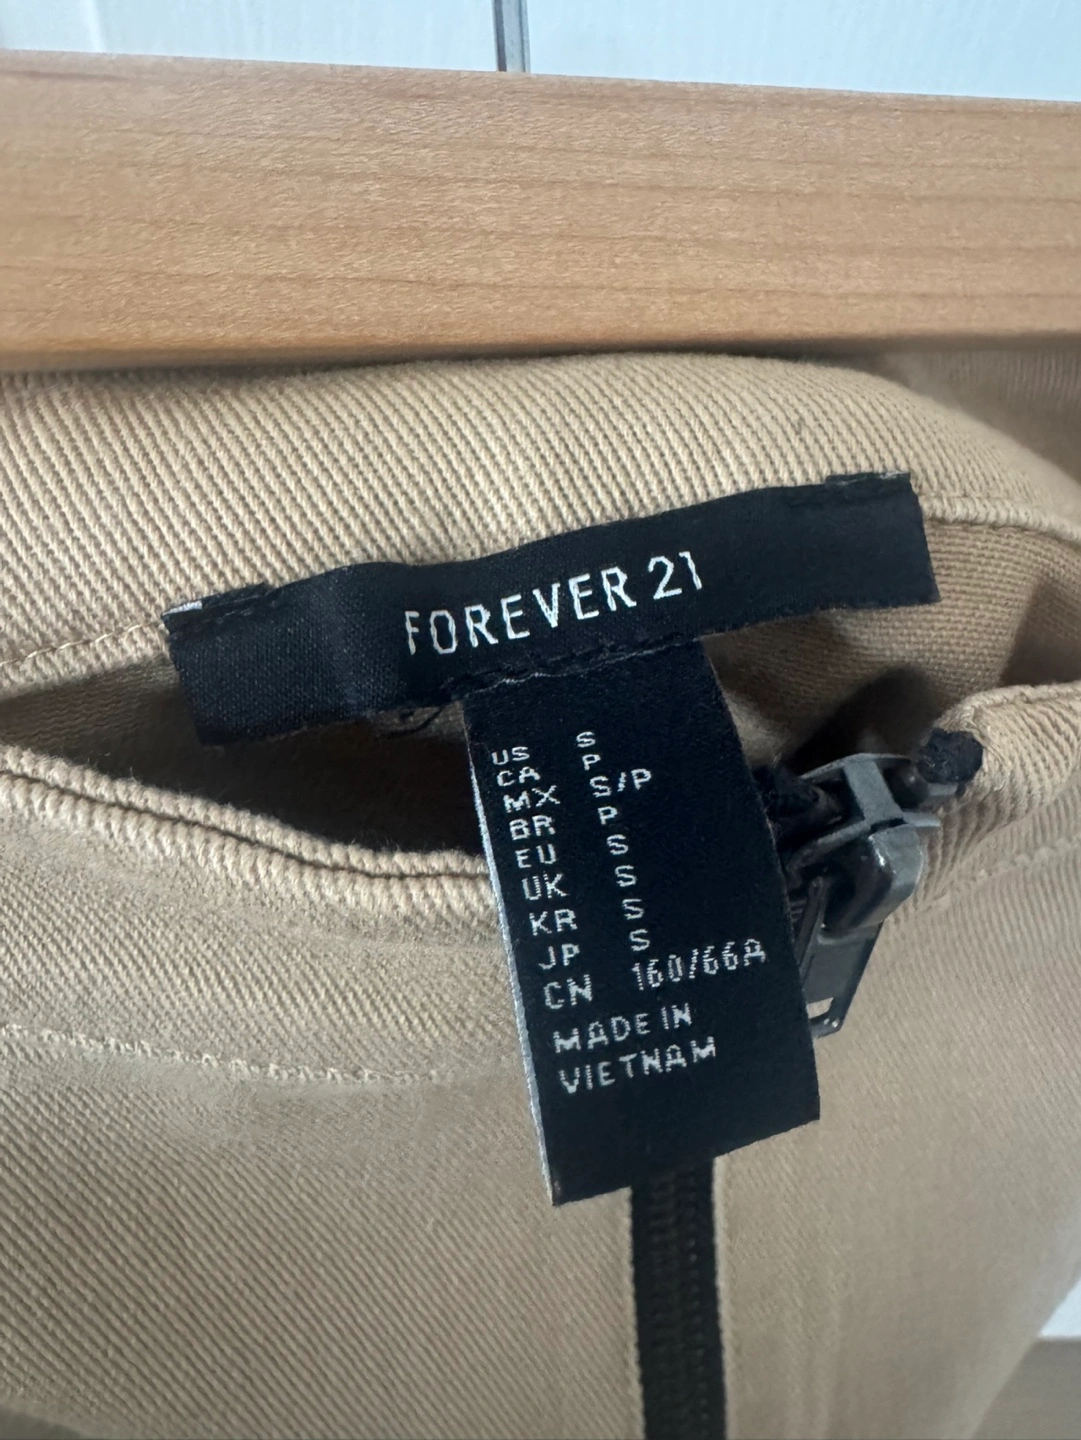 FOREVER 21
US S
CA P
MX S/P
BR P
EU S
UK S
KR S
JP S
CN 160/66A
MADE IN
VIETNAM